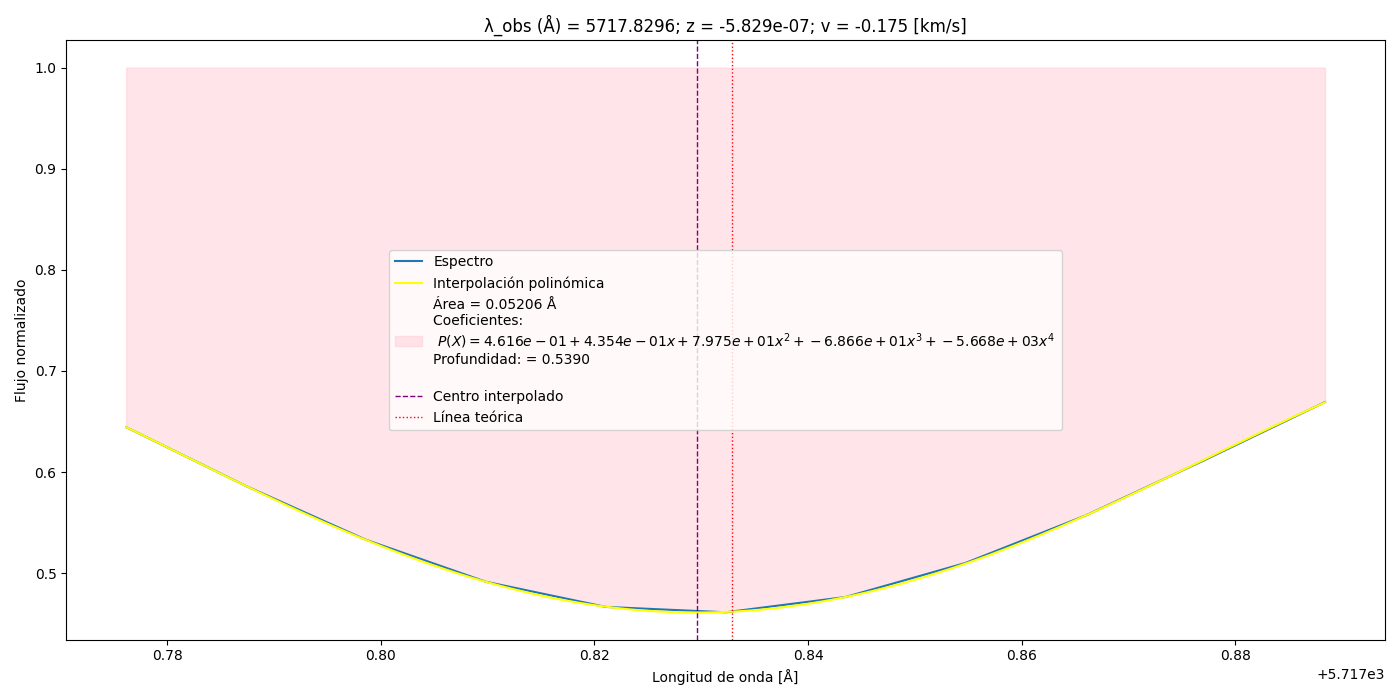 λ_obs (Å) = 5717.8296; z = -5.829e-07; v = -0.175 [km/s]
1.0
0.9
0.8
0.7
0.6
0.5
Flujo normalizado
Espectro
Interpolación polinómica
Área = 0.05206 Å
Coeficientes:
P(X) = 4.616e − 01 + 4.354e − 01x + 7.975e + 01x² + −6.866e + 01x³ + −5.668e + 03x⁴
Profundidad: = 0.5390
Centro interpolado
Línea teórica
0.78 0.80 0.82 0.84 0.86 0.88
Longitud de onda [Å]
+5.717e3